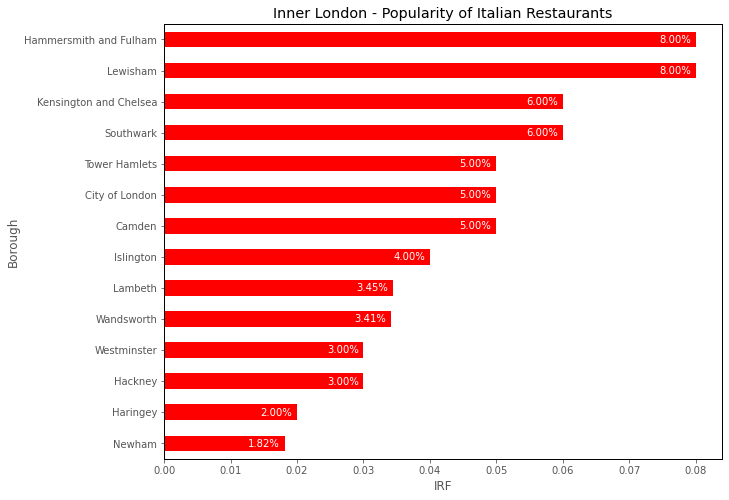 Inner London - Popularity of Italian Restaurants
Hammersmith and Fulham 8.00%
Lewisham 8.00%
Kensington and Chelsea 6.00%
Southwark 6.00%
Tower Hamlets 5.00%
City of London 5.00%
Camden 5.00%
Islington 4.00%
Lambeth 3.45%
Wandsworth 3.41%
Westminster 3.00%
Hackney 3.00%
Haringey 2.00%
Newham 1.82%
Borough
0.00 0.01 0.02 0.03 0.04 0.05 0.06 0.07 0.08
IRF